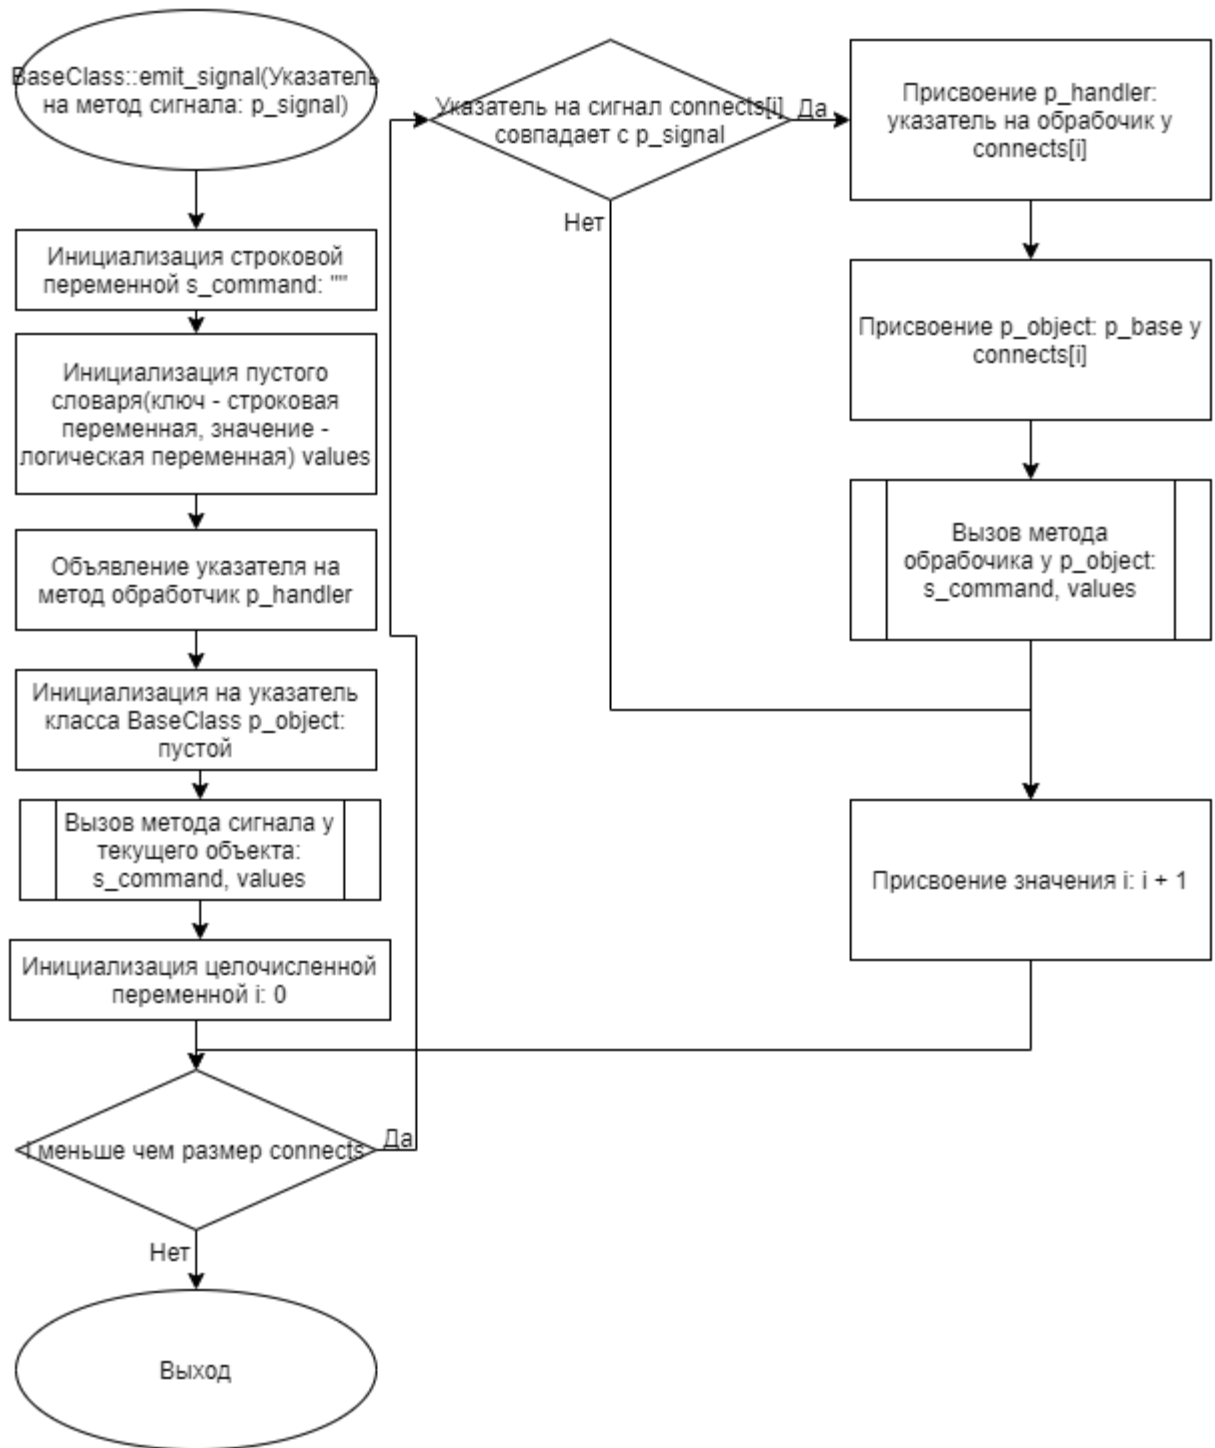 BaseClass::emit_signal(Указатель
на метод сигнала: p_signal)
Инициализация строковой
переменной s_command: ""
Инициализация пустого
словаря(ключ - строковая
переменная, значение -
логическая переменная) values
Объявление указателя на
метод обработчик p_handler
Инициализация на указатель
класса BaseClass p_object:
пустой
Вызов метода сигнала у
текущего объекта:
s_command, values
Инициализация целочисленной
переменной i: 0
i меньше чем размер connects
Да
Нет
Выход
Указатель на сигнал connects[i]
совпадает с p_signal
Да
Нет
Присвоение p_handler:
указатель на обрабочик у
connects[i]
Присвоение p_object: p_base у
connects[i]
Вызов метода
обрабочика у p_object:
s_command, values
Присвоение значения i: i + 1